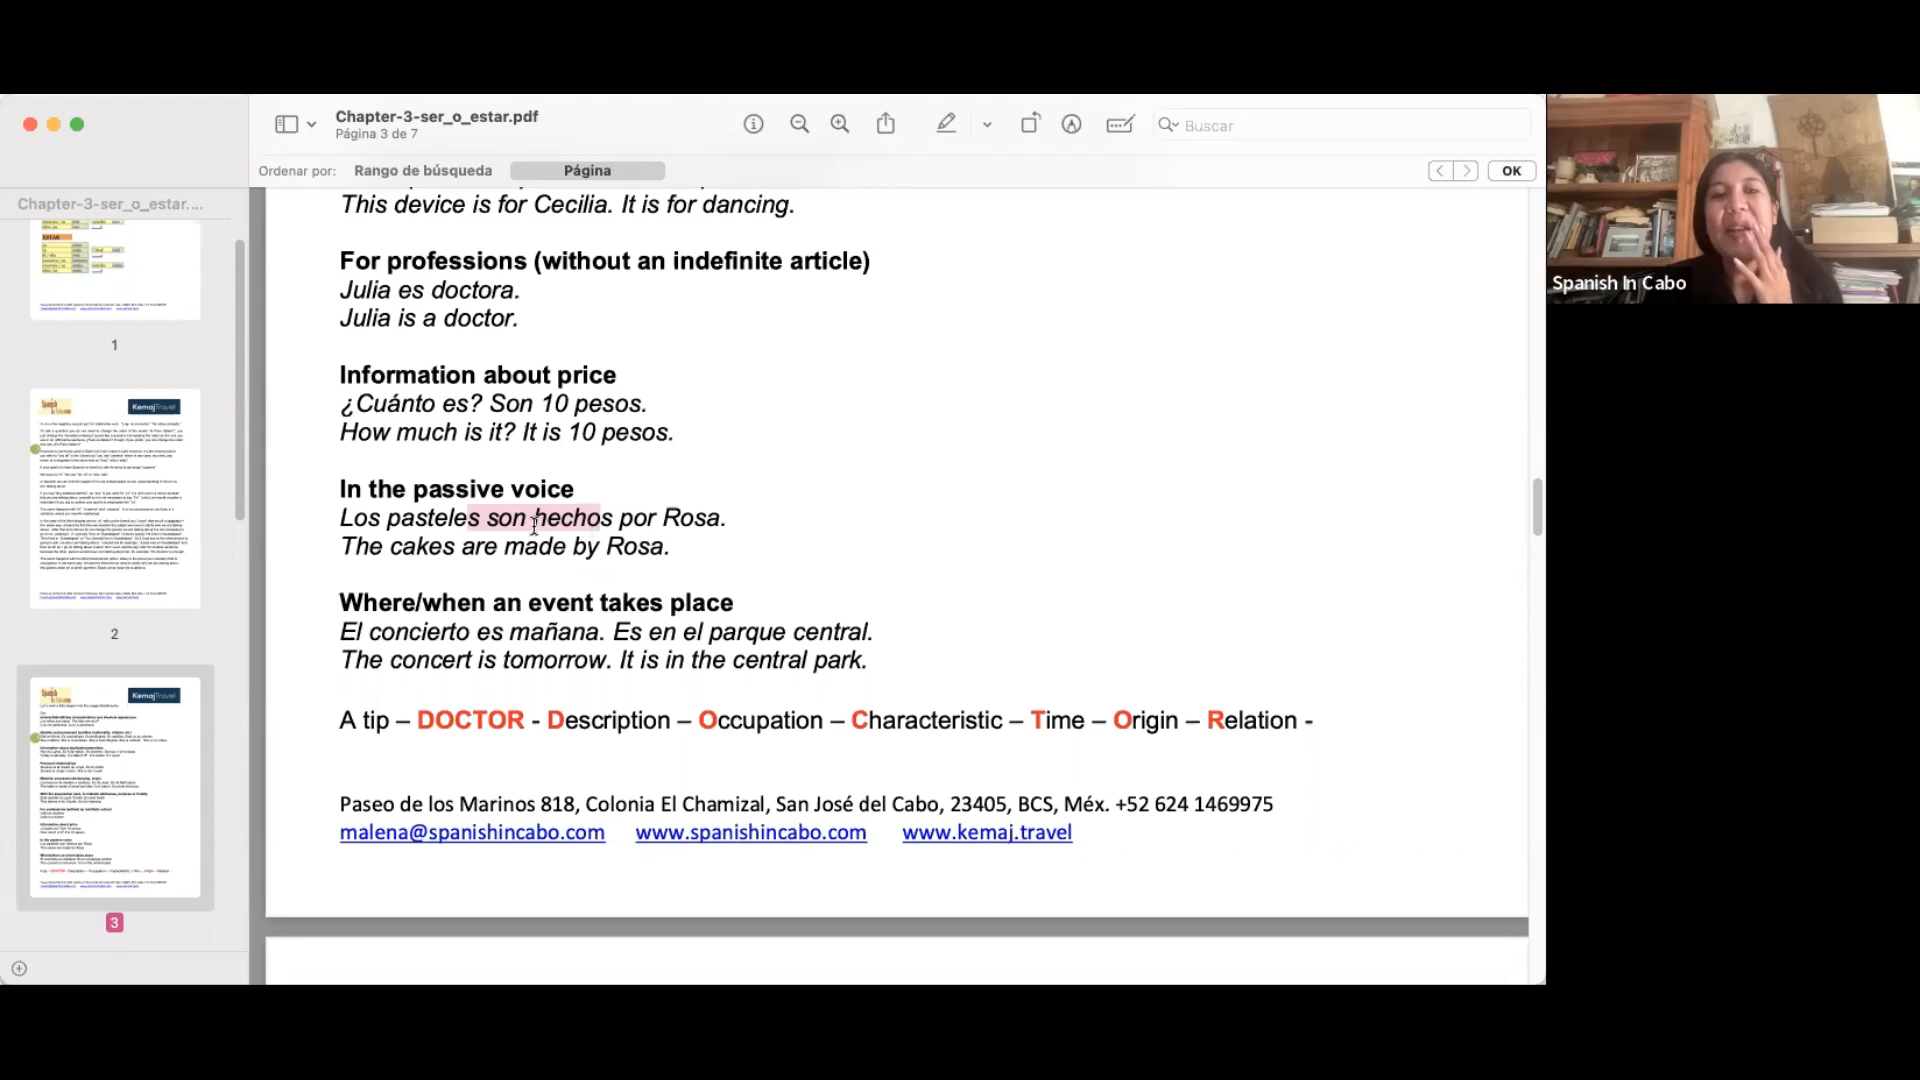 Chapter-3-ser_o_estar.pdf
Página 3 de 7
Buscar
Ordenar por:
Rango de búsqueda
Página
OK
Chapter-3-ser_o_estar....
1
2
3
This device is for Cecilia. It is for dancing.
For professions (without an indefinite article)
Julia es doctora.
Julia is a doctor.
Information about price
¿Cuánto es? Son 10 pesos.
How much is it? It is 10 pesos.
In the passive voice
Los pasteles son hechos por Rosa.
The cakes are made by Rosa.
Where/when an event takes place
El concierto es mañana. Es en el parque central.
The concert is tomorrow. It is in the central park.
A tip – DOCTOR - Description – Occupation – Characteristic – Time – Origin – Relation -
Paseo de los Marinos 818, Colonia El Chamizal, San José del Cabo, 23405, BCS, Méx. +52 624 1469975
malena@spanishincabo.com www.spanishincabo.com www.kemaj.travel
Spanish In Cabo
KemajTravel
KemajTravel